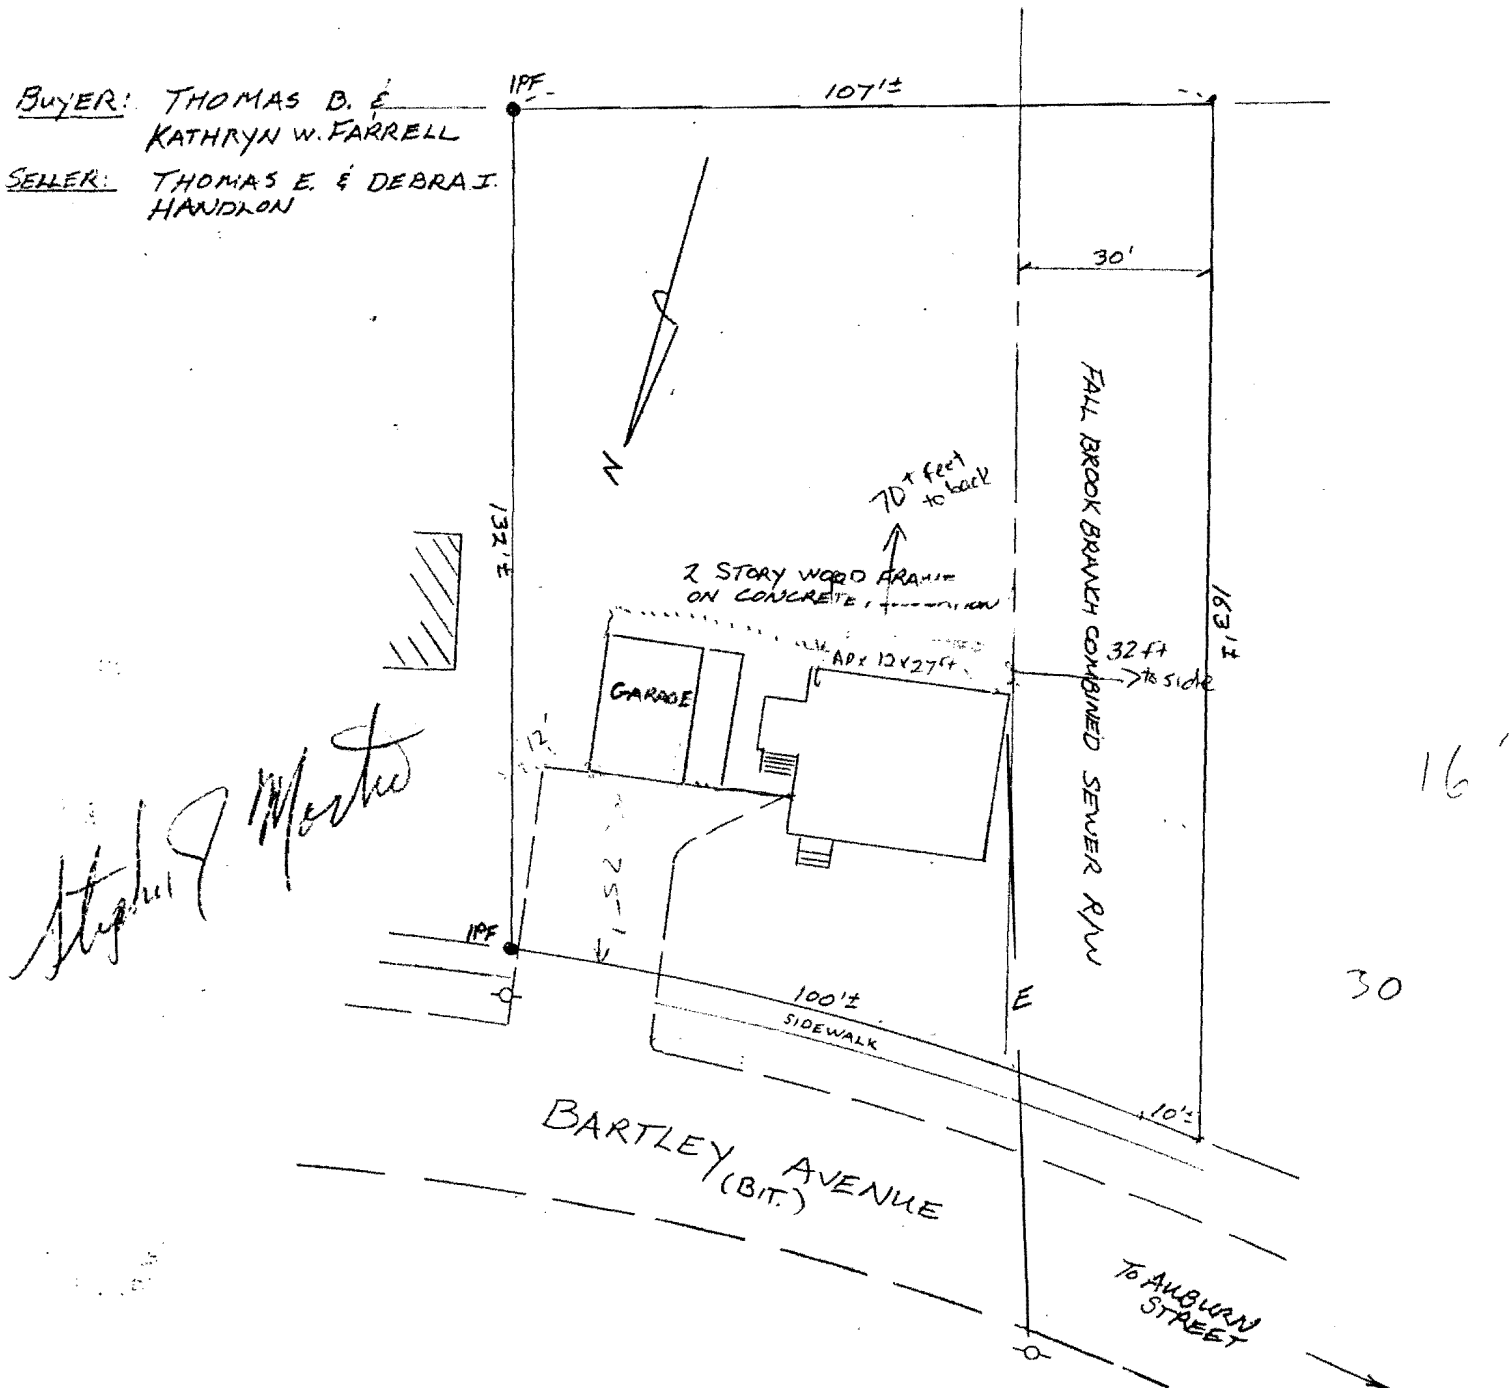 BUYER: THOMAS B. &
KATHRYN W. FARRELL
SELLER: THOMAS E. & DEBRA I.
HANDLON
IPF
107'±
30'
N
70+ feet
to back
132'±
2 STORY WOOD FRAME
ON CONCRETE
FALL BROOK BRANCH COMBINED SEWER R/W
163'±
32 ft
to side
12 x 27 ft
GARAGE
12'
16'
25
IPF
30
100'±
SIDEWALK
E
10'±
BARTLEY AVENUE
(BIT.)
TO AUBURN
STREET